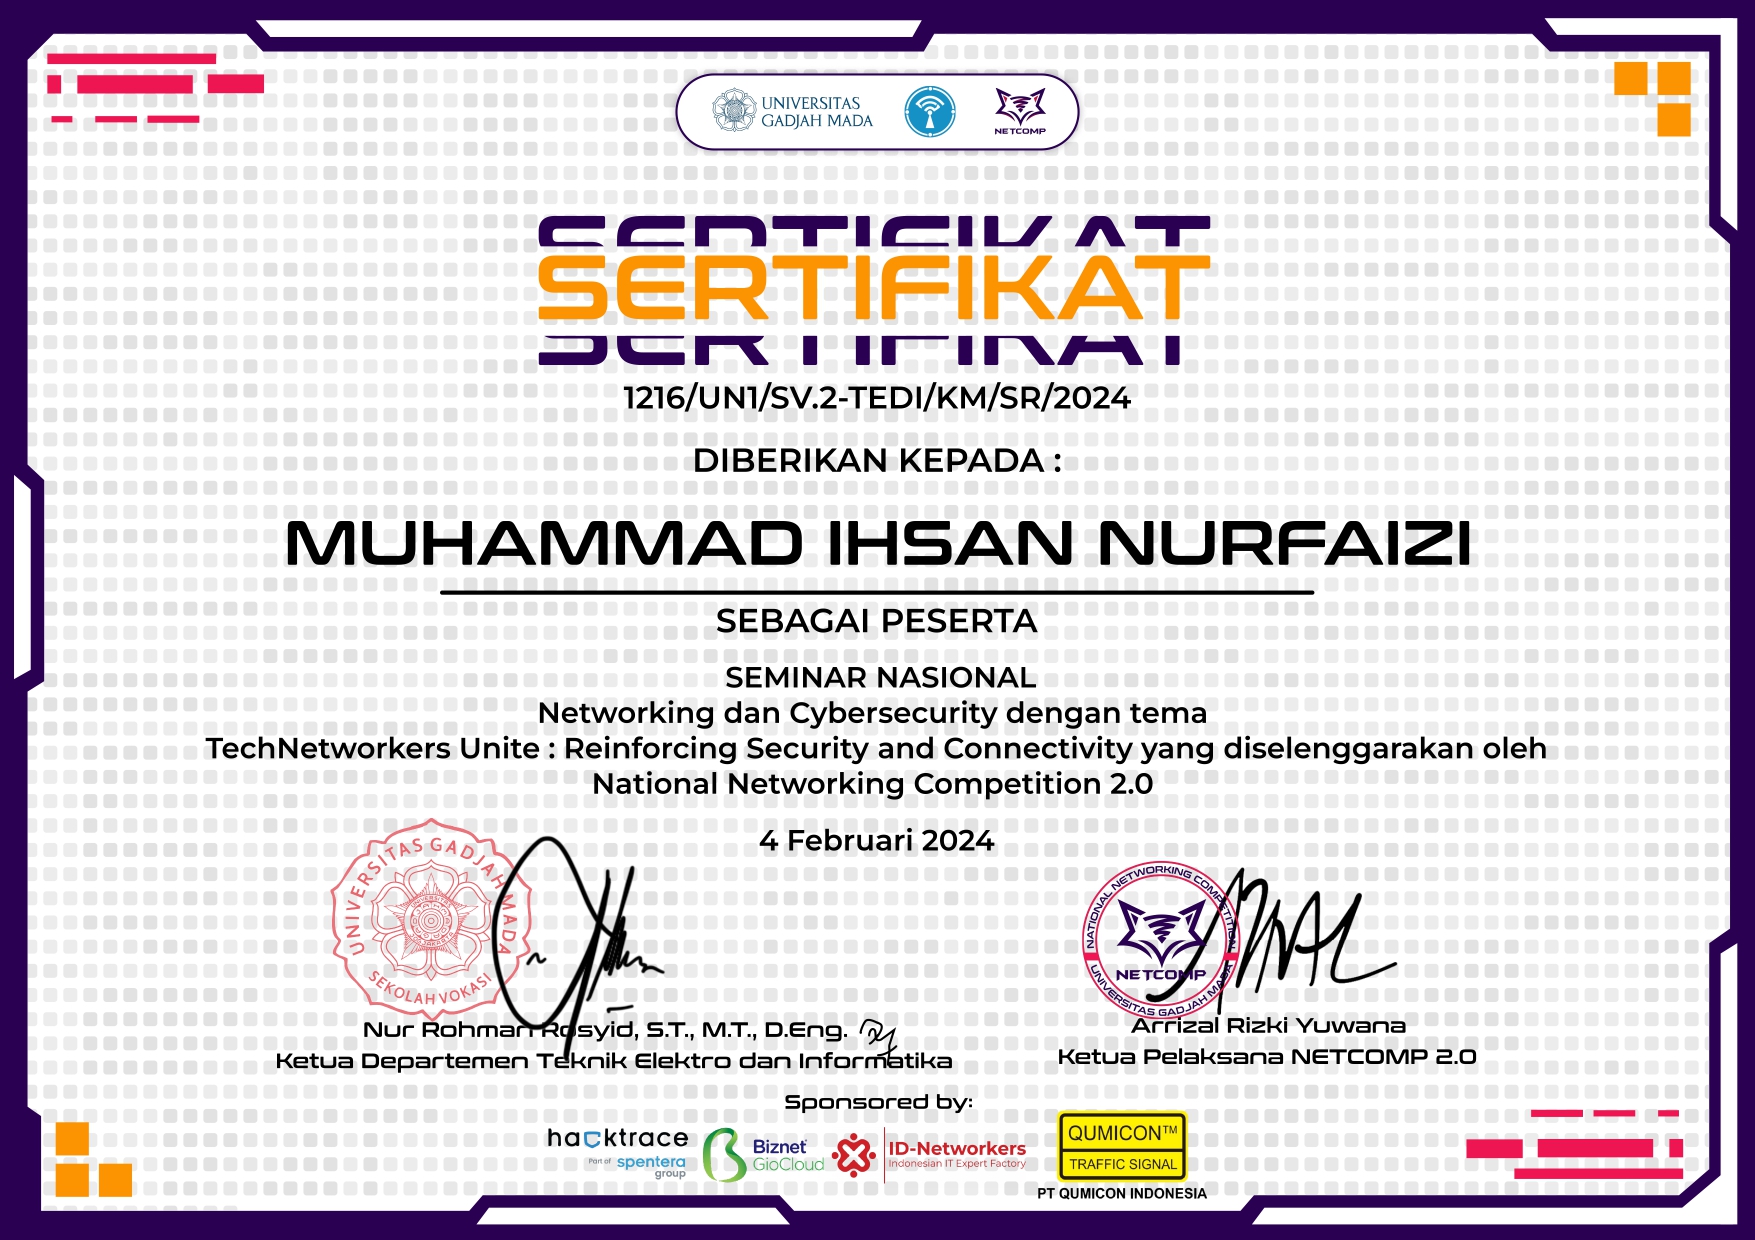 UNIVERSITAS
GADJAH MADA
NETCOMP
SERTIFIKAT
SERTIFIKAT
SERTIFIKAT
1216/UN1/SV.2-TEDI/KM/SR/2024
DIBERIKAN KEPADA :
MUHAMMAD IHSAN NURFAIZI
SEBAGAI PESERTA
SEMINAR NASIONAL
Networking dan Cybersecurity dengan tema
TechNetworkers Unite : Reinforcing Security and Connectivity yang diselenggarakan oleh
National Networking Competition 2.0
4 Februari 2024
UNIVERSITAS GADJAH MADA
SEKOLAH VOKASI
NATIONAL NETWORKING COMPETITION
NETCOMP
UNIVERSITAS GADJAH MADA
Nur Rohman Rosyid, S.T., M.T., D.Eng.
Ketua Departemen Teknik Elektro dan Informatika
Arrizal Rizki Yuwana
Ketua Pelaksana NETCOMP 2.0
Sponsored by:
hacktrace
Part of spentera
group
Biznet
GioCloud
ID-Networkers
Indonesian IT Expert Factory
QUMICON™
TRAFFIC SIGNAL
PT QUMICON INDONESIA